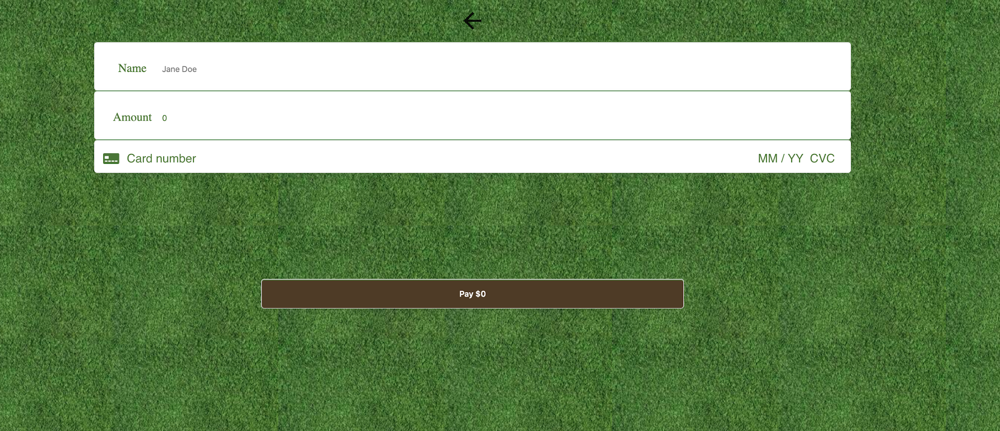 Name Jane Doe
Amount 0
Card number MM / YY CVC
Pay $0